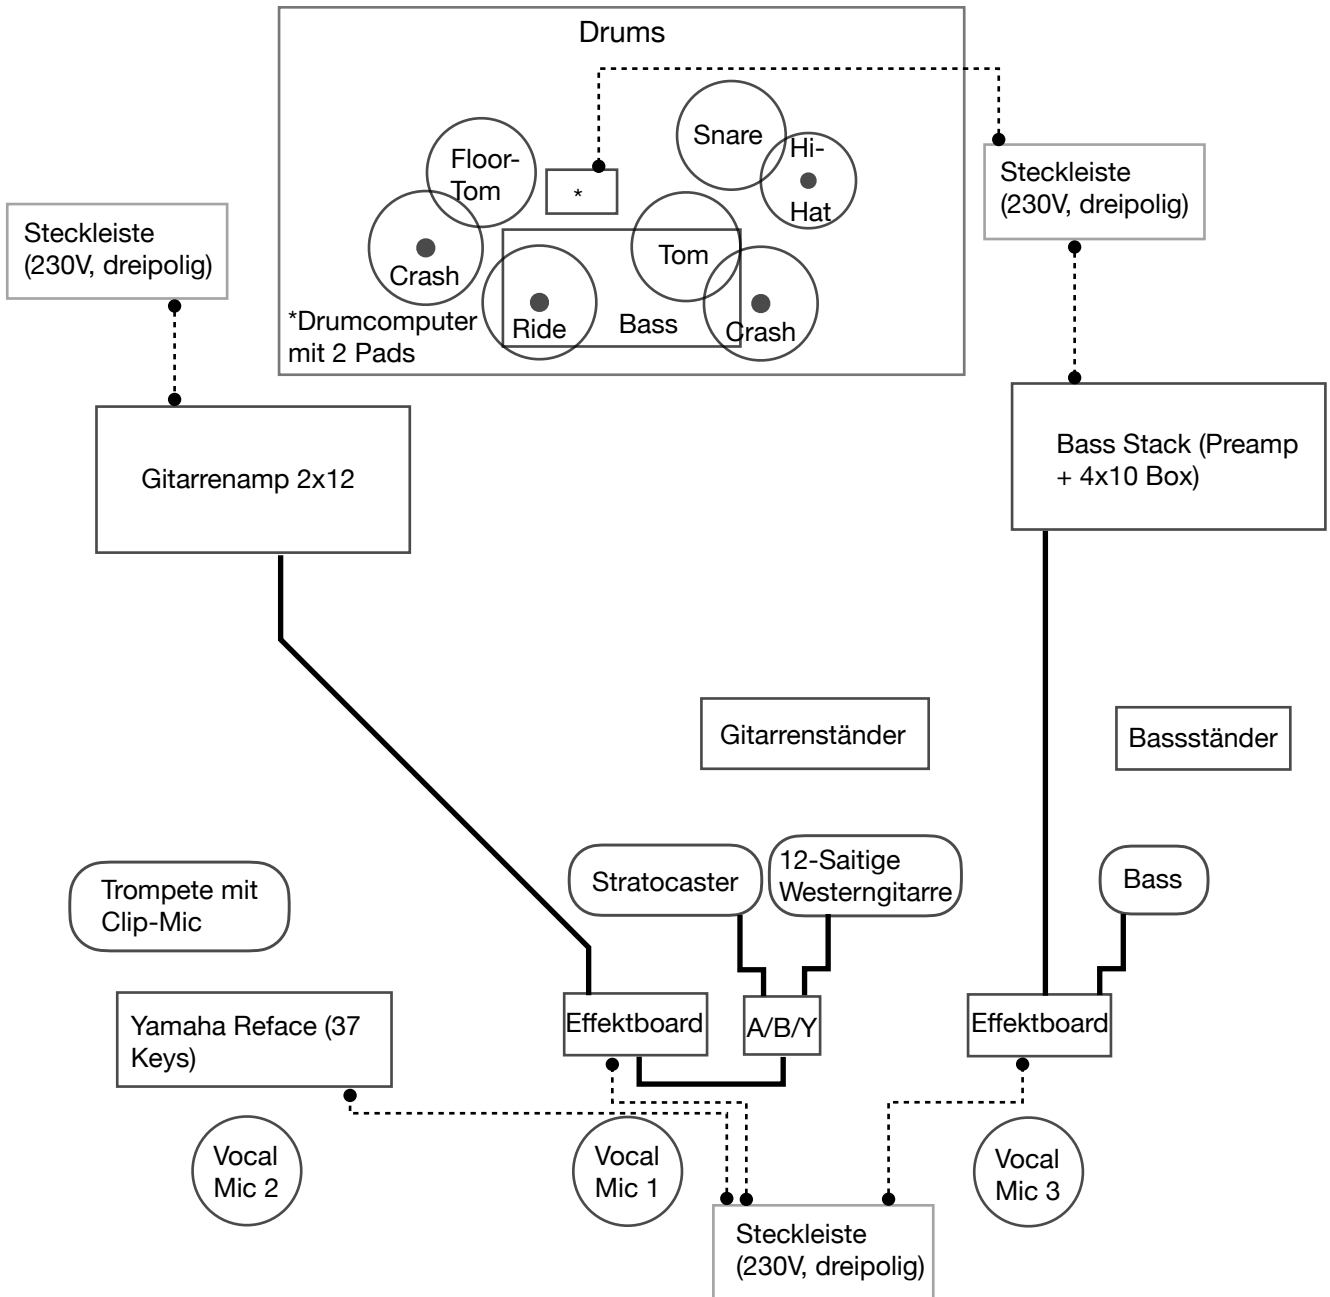 Drums
Snare
Hi-
Hat
Floor-
Tom
*
Steckleiste
(230V, dreipolig)
Steckleiste
(230V, dreipolig)
Tom
Crash
Ride
Bass
Crash
*Drumcomputer
mit 2 Pads
Gitarrenamp 2x12
Bass Stack (Preamp
+ 4x10 Box)
Gitarrenständer
Bassständer
Trompete mit
Clip-Mic
Stratocaster
12-Saitige
Westerngitarre
Bass
Yamaha Reface (37
Keys)
Effektboard
A/B/Y
Effektboard
Vocal
Mic 2
Vocal
Mic 1
Vocal
Mic 3
Steckleiste
(230V, dreipolig)